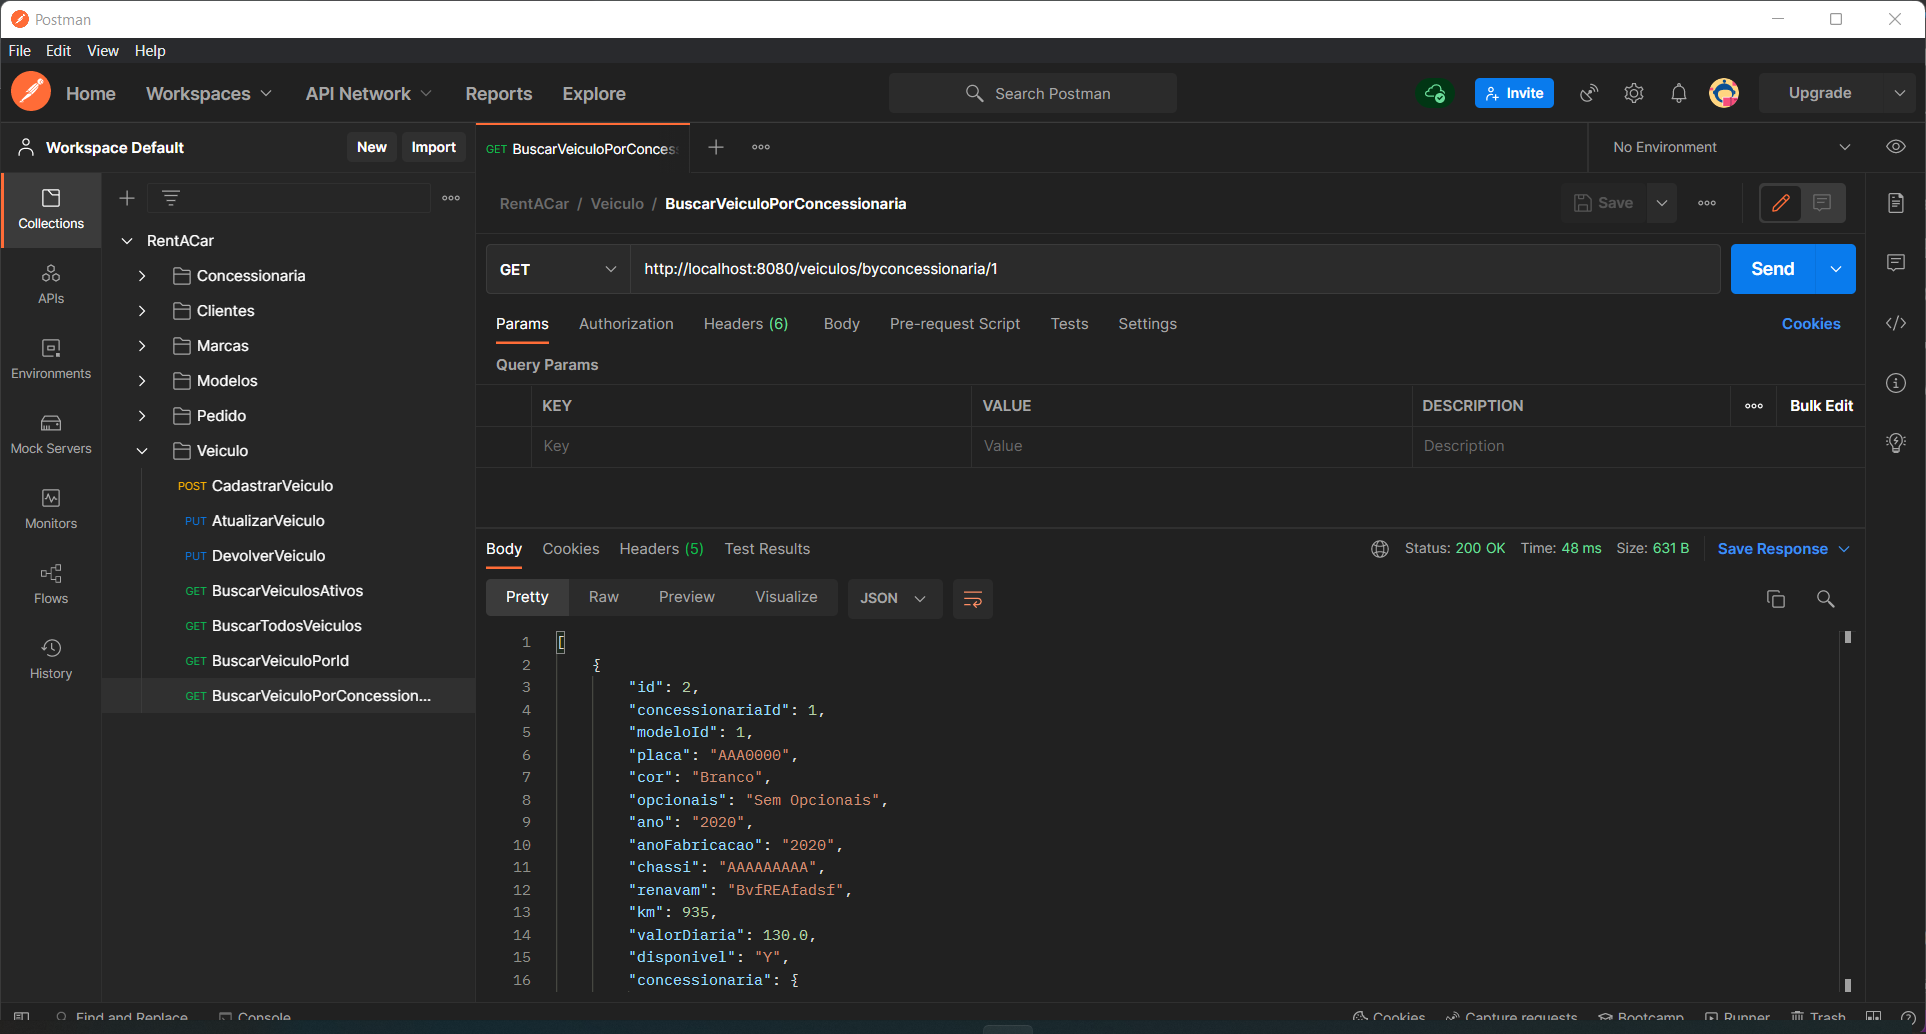 Postman
File Edit View Help
Home Workspaces API Network Reports Explore Search Postman Invite Upgrade
Workspace Default New Import
GET BuscarVeiculoPorConces
No Environment
Collections
APIs
Environments
Mock Servers
Monitors
Flows
History
RentACar
Concessionaria
Clientes
Marcas
Modelos
Pedido
Veiculo
POST CadastrarVeiculo
PUT AtualizarVeiculo
PUT DevolverVeiculo
GET BuscarVeiculosAtivos
GET BuscarTodosVeiculos
GET BuscarVeiculoPorId
GET BuscarVeiculoPorConcession...
RentACar / Veiculo / BuscarVeiculoPorConcessionaria
Save
GET http://localhost:8080/veiculos/byconcessionaria/1 Send
Params Authorization Headers (6) Body Pre-request Script Tests Settings Cookies
Query Params
KEY VALUE DESCRIPTION Bulk Edit
Key Value Description
Body Cookies Headers (5) Test Results Status: 200 OK Time: 48 ms Size: 631 B Save Response
Pretty Raw Preview Visualize JSON
1 [
2 {
3 "id": 2,
4 "concessionariaId": 1,
5 "modeloId": 1,
6 "placa": "AAA0000",
7 "cor": "Branco",
8 "opcionais": "Sem Opcionais",
9 "ano": "2020",
10 "anoFabricacao": "2020",
11 "chassi": "AAAAAAAAA",
12 "renavam": "BvfREAfadsf",
13 "km": 935,
14 "valorDiaria": 130.0,
15 "disponivel": "Y",
16 "concessionaria": {
Find and Replace Console Cookies Capture requests Bootcamp Runner Trash